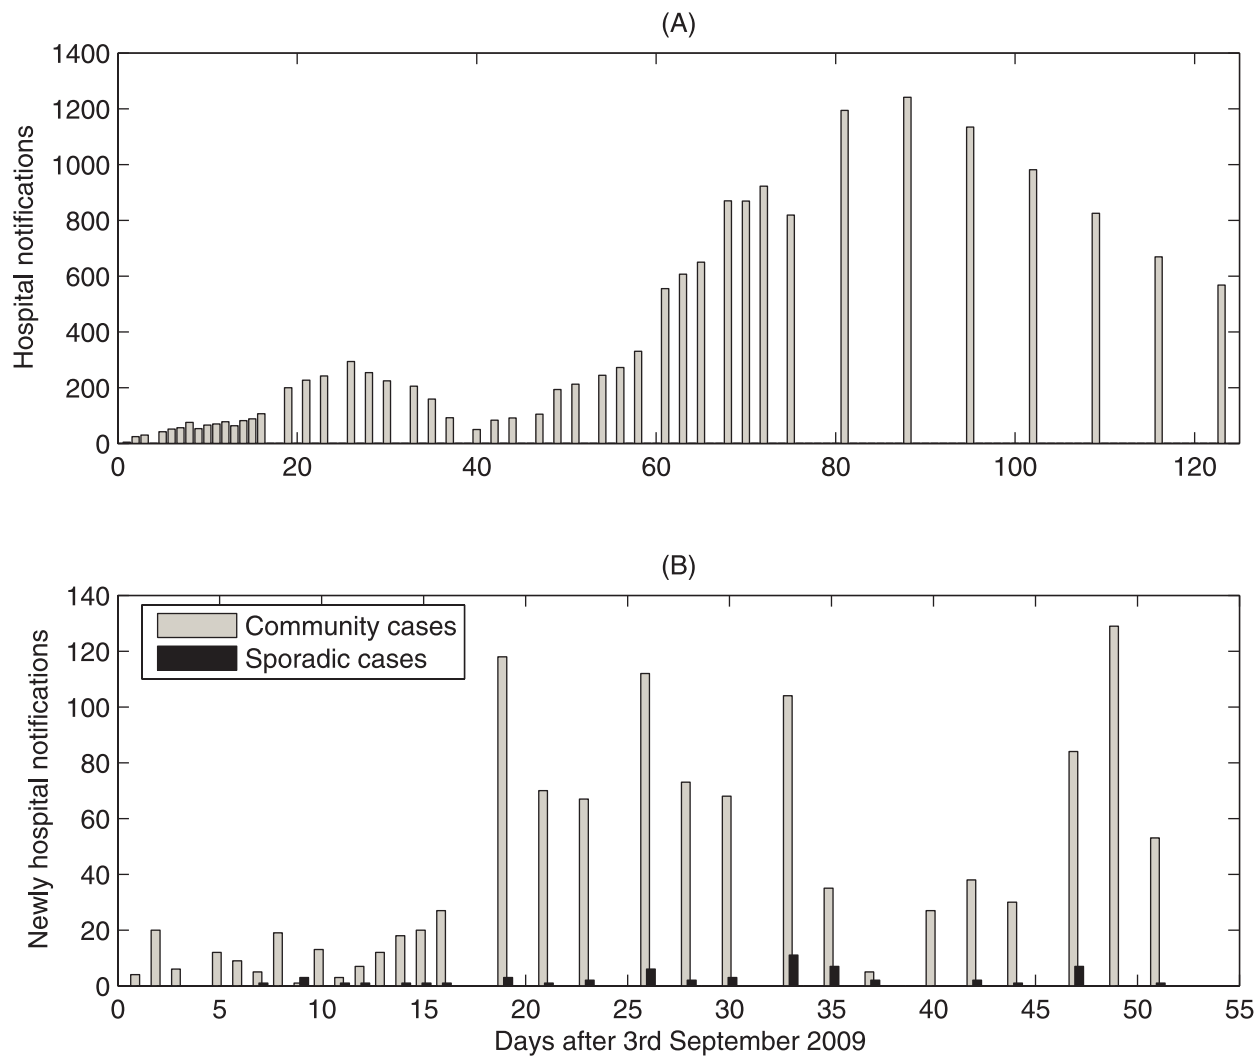 (A)
1400
1200
1000
800
600
400
200
0
Hospital notifications
0 20 40 60 80 100 120
(B)
140
120
100
80
60
40
20
0
Newly hospital notifications
Community cases
Sporadic cases
0 5 10 15 20 25 30 35 40 45 50 55
Days after 3rd September 2009